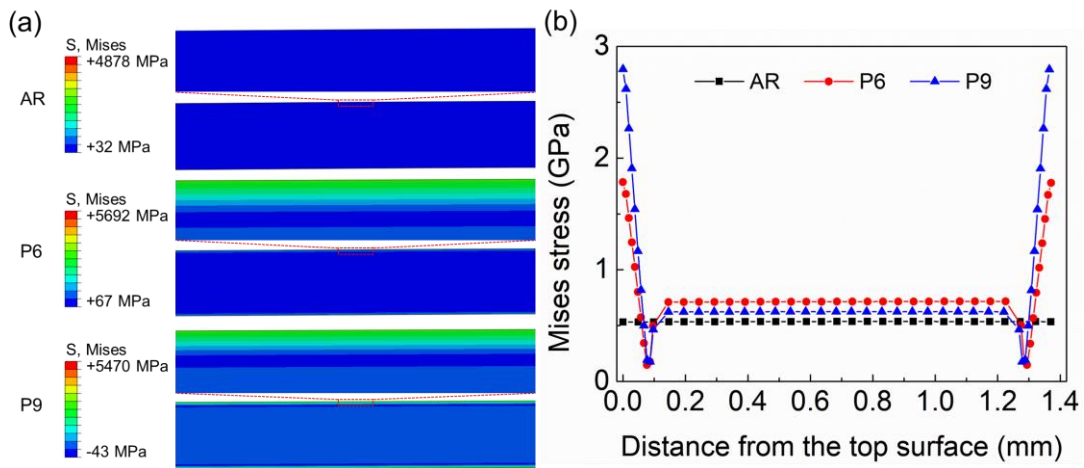 (a)
S, Mises
+4878 MPa
AR
+32 MPa
S, Mises
+5692 MPa
P6
+67 MPa
S, Mises
+5470 MPa
P9
-43 MPa
(b)
AR P6 P9
Mises stress (GPa)
3
2
1
0
0.0 0.2 0.4 0.6 0.8 1.0 1.2 1.4
Distance from the top surface (mm)